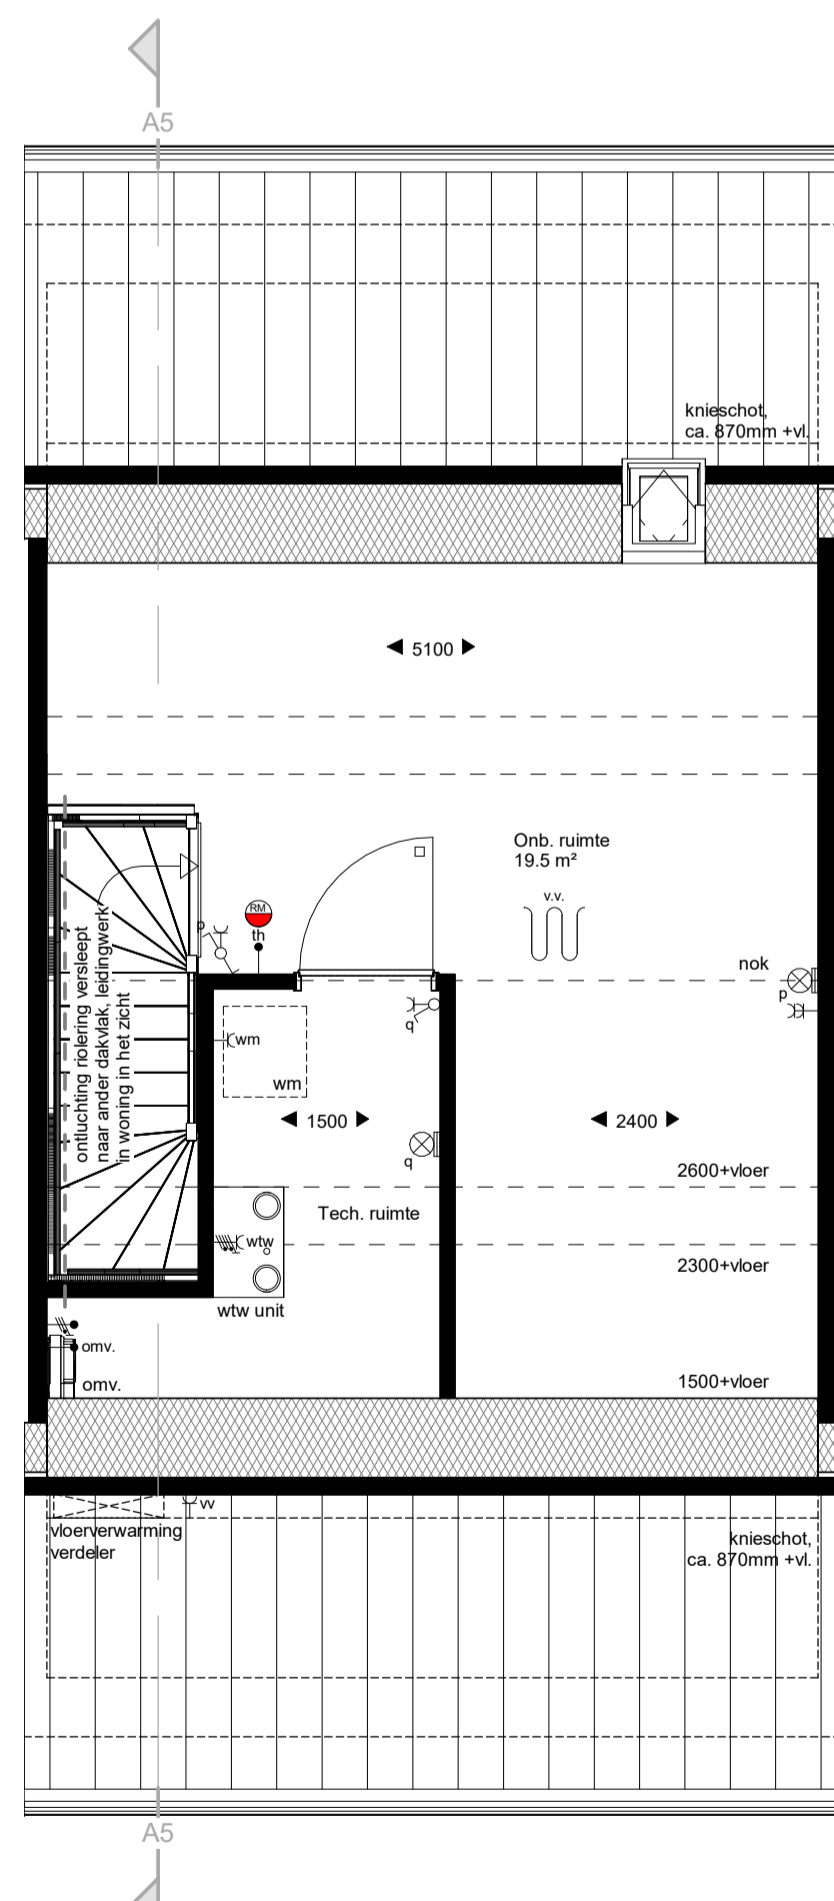 A5
knieschot,
ca. 870mm +vl.
5100
Onb. ruimte
19.5 m²
v.v.
RM
th
p
nok
p
q
wm
wm
ontluchting riolering versleept
naar ander dakvlak, leidingwerk
in woning in het zicht
1500
2400
q
2600+vloer
Tech. ruimte
wtw
2300+vloer
wtw unit
omv.
omv.
1500+vloer
vv
vloerverwarming
verdeler
knieschot,
ca. 870mm +vl.
A5